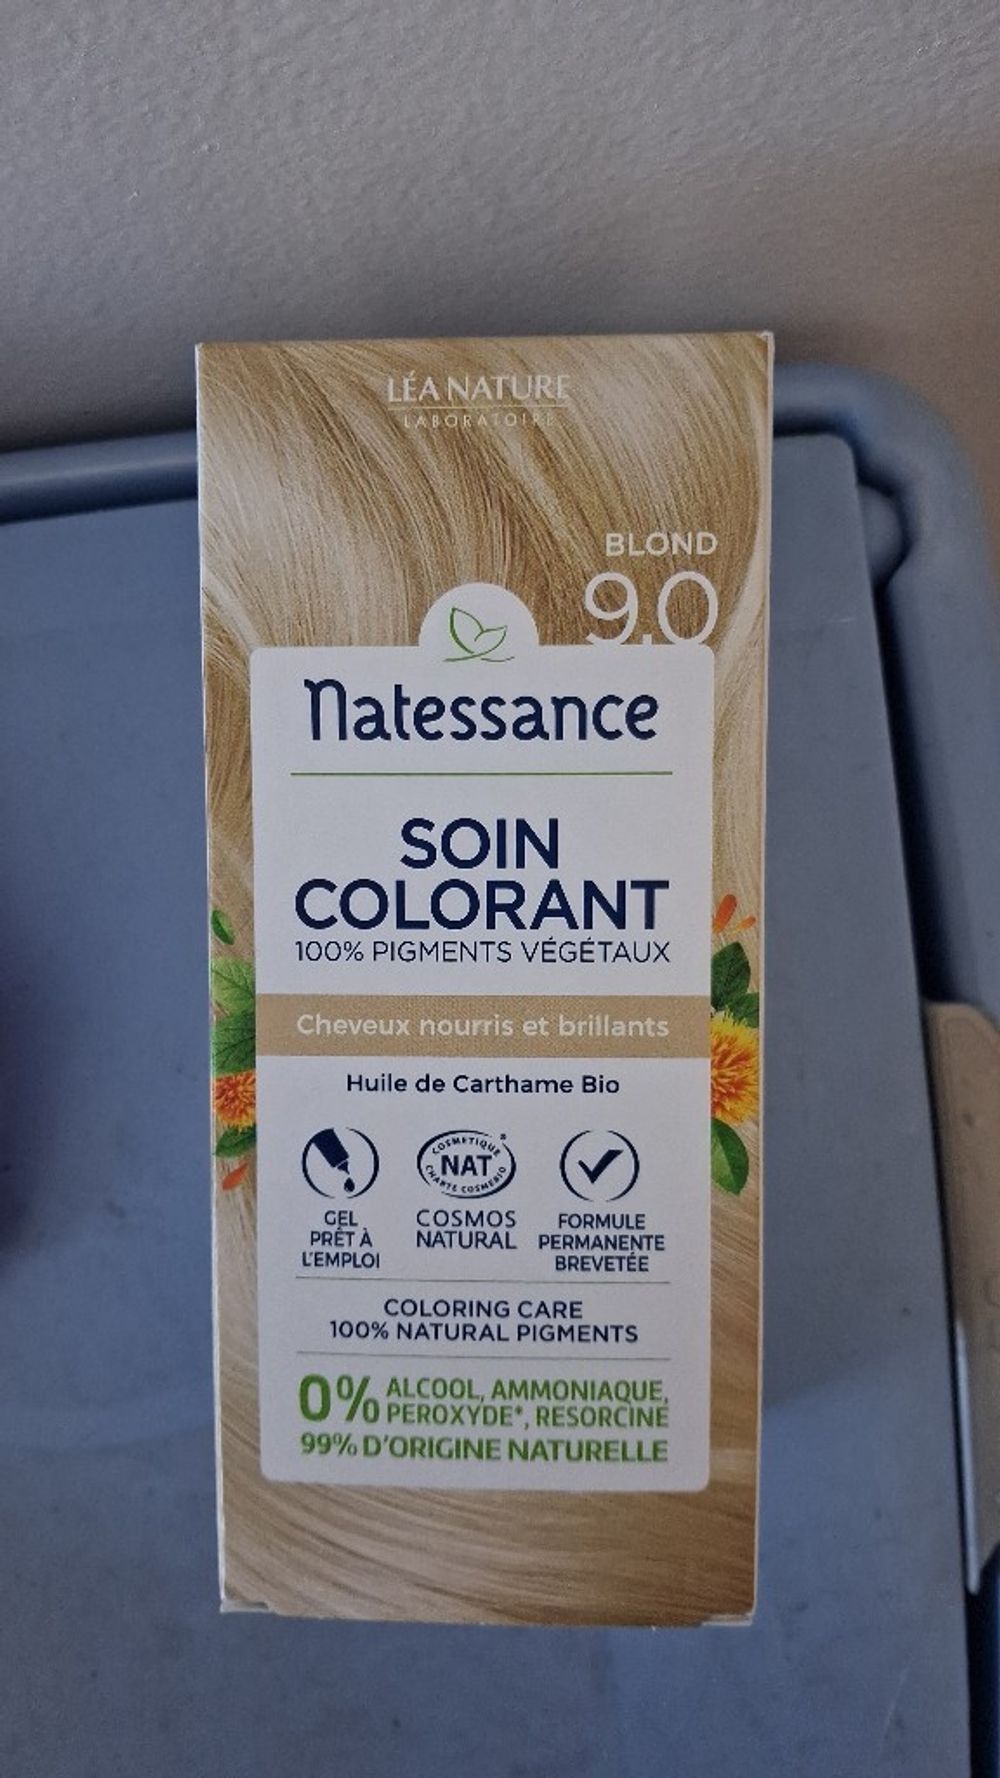 LÉA NATURE
LABORATOIRE
BLOND
9.0
Natessance
SOIN
COLORANT
100% PIGMENTS VÉGÉTAUX
Cheveux nourris et brillants
Huile de Carthame Bio
COSMETIQUE
NAT
CHARTE COSMEBIO
GEL
PRÊT À
L'EMPLOI
COSMOS
NATURAL
FORMULE
PERMANENTE
BREVETÉE
COLORING CARE
100% NATURAL PIGMENTS
0% ALCOOL, AMMONIAQUE,
PEROXYDE*, RESORCINE
99% D'ORIGINE NATURELLE